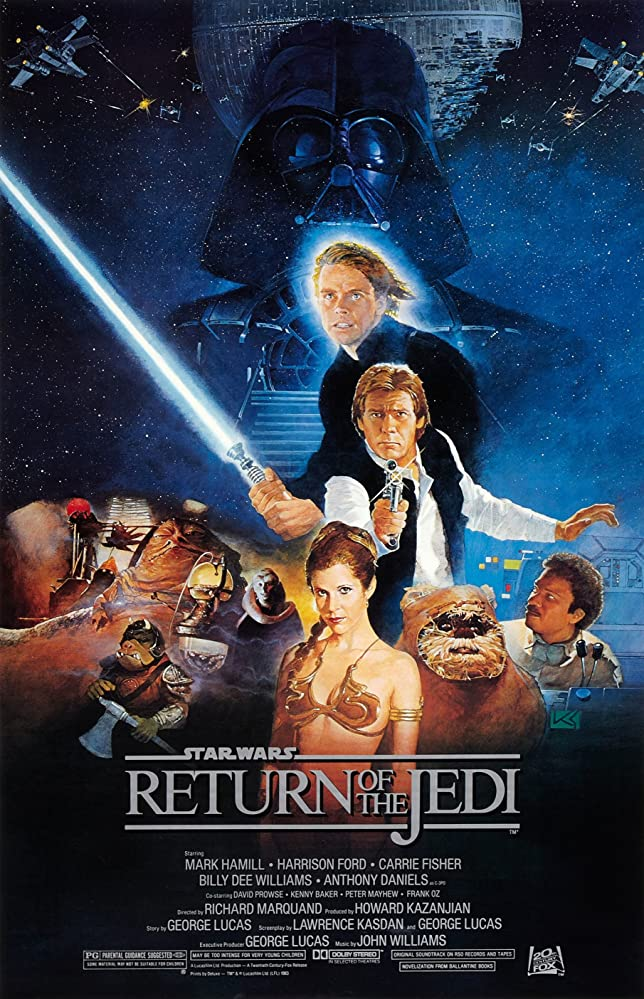 STAR WARS
RETURN OF THE JEDI
TM
Starring
MARK HAMILL • HARRISON FORD • CARRIE FISHER
BILLY DEE WILLIAMS • ANTHONY DANIELS as C-3PO
Co-starring DAVID PROWSE • KENNY BAKER • PETER MAYHEW • FRANK OZ
Directed by RICHARD MARQUAND Produced by HOWARD KAZANJIAN
Story by GEORGE LUCAS Screenplay by LAWRENCE KASDAN and GEORGE LUCAS
Executive Producer GEORGE LUCAS Music by JOHN WILLIAMS
PG PARENTAL GUIDANCE SUGGESTED
SOME MATERIAL MAY NOT BE SUITABLE FOR CHILDREN
MAY BE TOO INTENSE FOR VERY YOUNG CHILDREN
A Lucasfilm Ltd. Production – A Twentieth Century-Fox Release
Prints by Deluxe • TM & © Lucasfilm Ltd. (LFL) 1983
DOLBY STEREO
IN SELECTED THEATRES
ORIGINAL SOUNDTRACK ON RSO RECORDS AND TAPES
NOVELIZATION FROM BALLANTINE BOOKS
20th CENTURY FOX